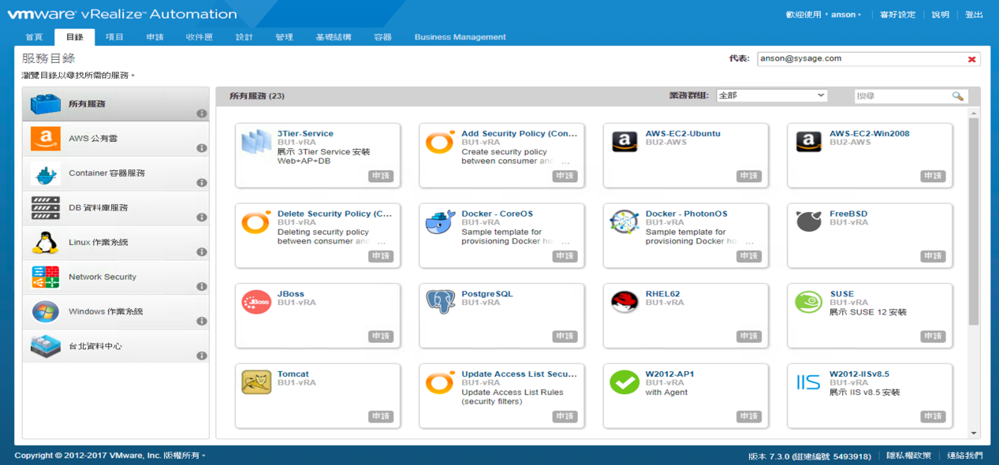 vmware vRealize™ Automation
歡迎使用，anson。 喜好設定 說明 登出
首頁 目錄 項目 申請 收件匣 設計 管理 基礎結構 容器 Business Management
服務目錄
代表: anson@sysage.com
瀏覽目錄以尋找所需的服務。
所有服務
AWS 公有雲
Container 容器服務
DB 資料庫服務
Linux 作業系統
Network Security
Windows 作業系統
台北資料中心
所有服務 (23)
業務群組: 全部
搜尋
3Tier-Service
BU1-vRA
展示 3Tier Service 安裝
Web+AP+DB
申請
Add Security Policy (Con...
BU1-vRA
Create security policy
between consumer and ...
申請
AWS-EC2-Ubuntu
BU2-AWS
申請
AWS-EC2-Win2008
BU2-AWS
申請
Delete Security Policy (C...
BU1-vRA
Deleting security policy
between consumer and ...
申請
Docker - CoreOS
BU1-vRA
Sample template for
provisioning Docker ho ...
申請
Docker - PhotonOS
BU1-vRA
Sample template for
provisioning Docker ho ...
申請
FreeBSD
BU1-vRA
申請
JBoss
JBoss
BU1-vRA
申請
PostgreSQL
BU1-vRA
申請
RHEL62
BU1-vRA
申請
SUSE
BU1-vRA
展示 SUSE 12 安裝
申請
Tomcat
BU1-vRA
申請
Update Access List Secu...
BU1-vRA
Update Access List Rules
(security filters)
申請
W2012-AP1
BU1-vRA
with Agent
申請
IIS
W2012-IISv8.5
BU1-vRA
展示 IIS v8.5 安裝
申請
Copyright © 2012-2017 VMware, Inc. 版權所有。
版本 7.3.0 (組建編號 5493918) 隱私權政策 連絡我們